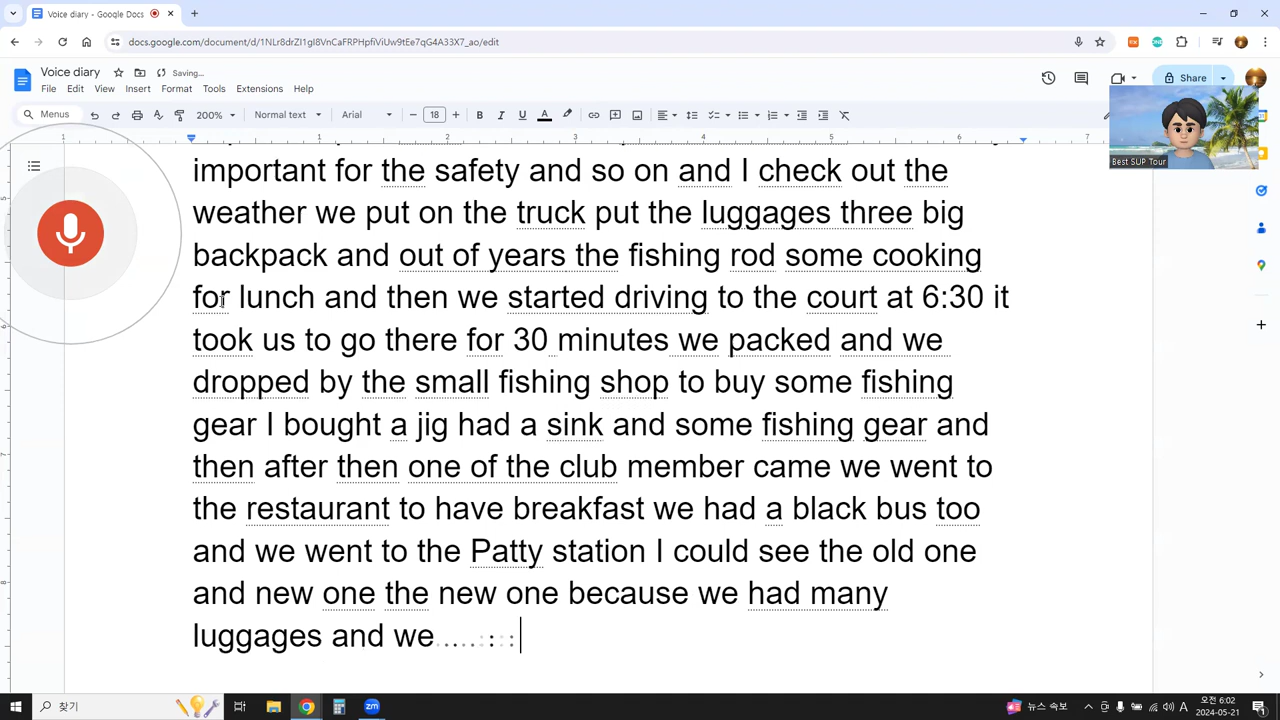 Voice diary - Google Docs
docs.google.com/document/d/1NLr8drZI1gI8VnCaFRPHpfiViUw9tEe7qG4A33X7_ao/edit
Voice diary
Saving...
File Edit View Insert Format Tools Extensions Help
Share
Menus
200%
Normal text
Arial
18
B I U A
1 1 2 3 4 5 6 7
Best SUP Tour
important for the safety and so on and I check out the
weather we put on the truck put the luggages three big
backpack and out of years the fishing rod some cooking
for lunch and then we started driving to the court at 6:30 it
took us to go there for 30 minutes we packed and we
dropped by the small fishing shop to buy some fishing
gear I bought a jig had a sink and some fishing gear and
then after then one of the club member came we went to
the restaurant to have breakfast we had a black bus too
and we went to the Patty station I could see the old one
and new one the new one because we had many
luggages and we
찾기
뉴스 속보
A
오전 6:02
2024-05-21